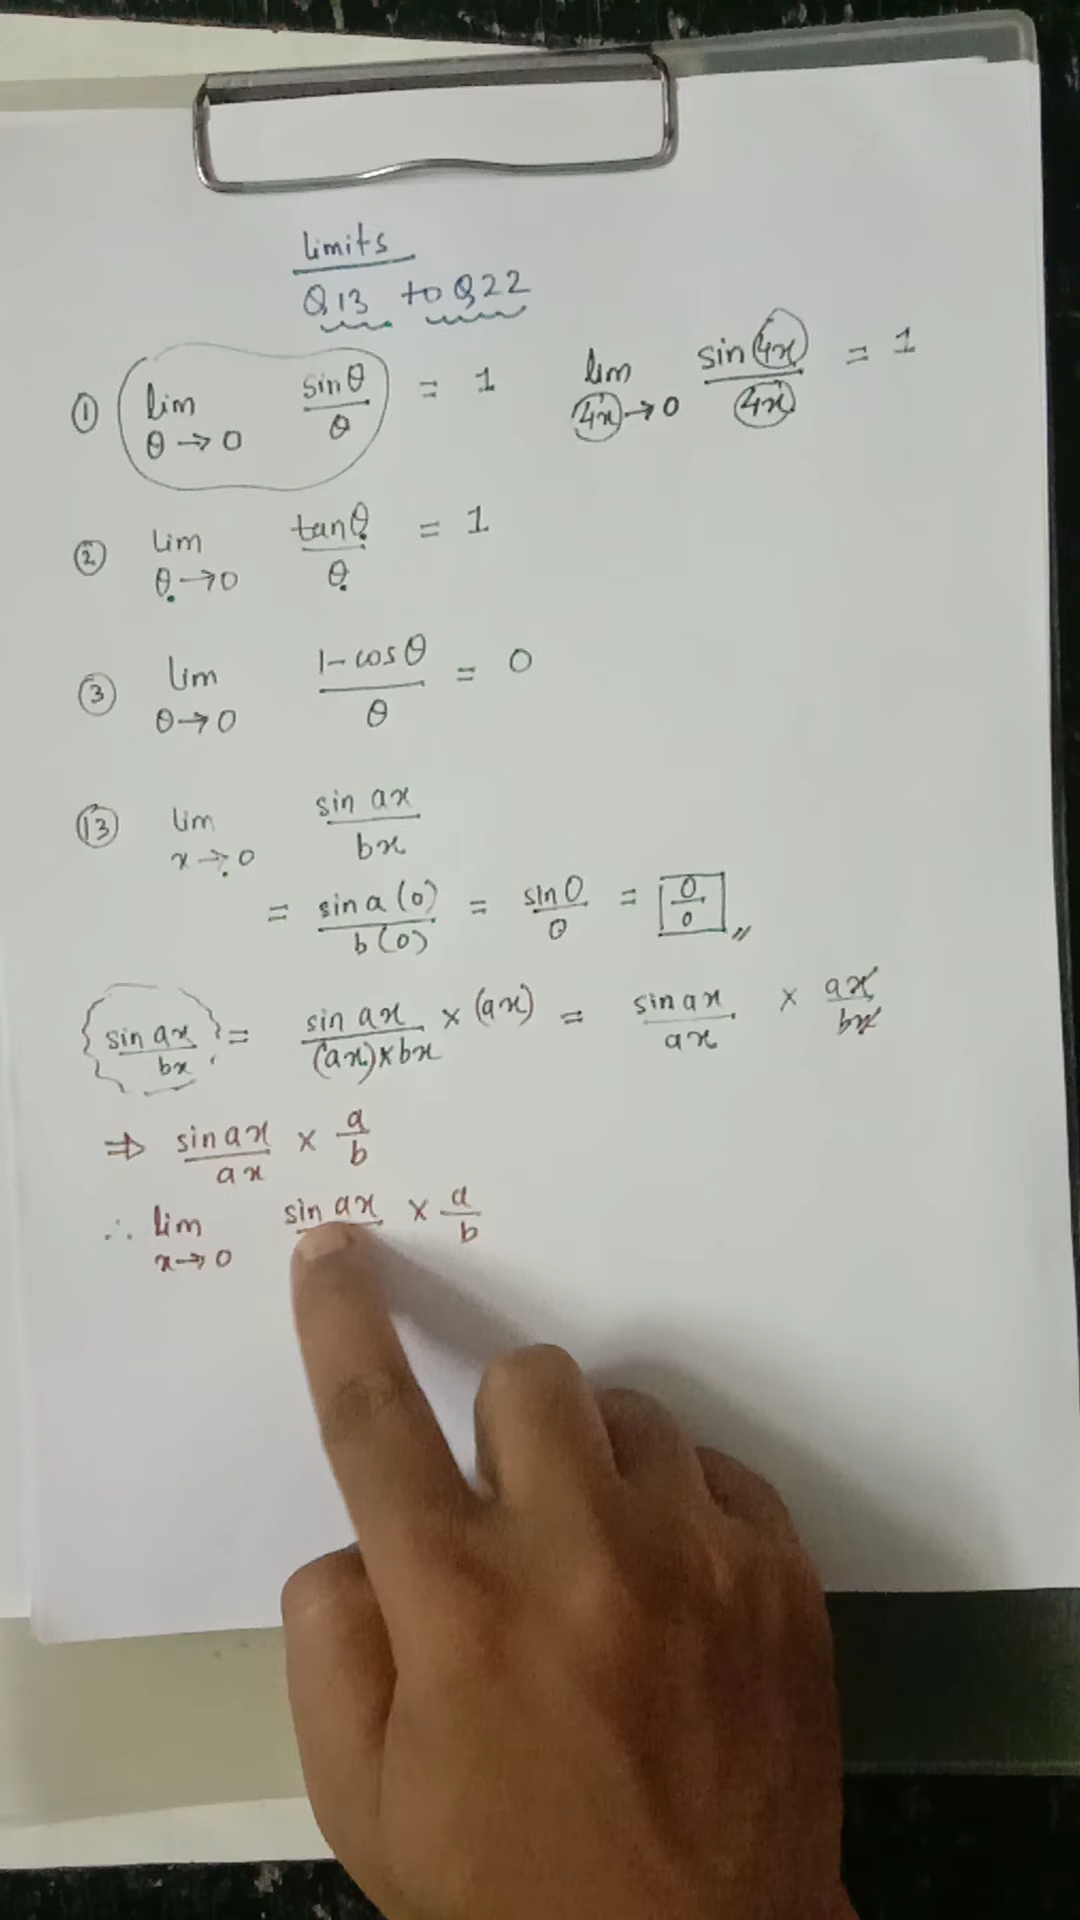 Limits
Q13 to Q22
① lim θ→0 sinθ/θ = 1 lim 4x→0 sin(4x)/(4x) = 1
② lim θ→0 tanθ/θ = 1
③ lim θ→0 1-cosθ/θ = 0
⑬ lim x→0 sin ax/bx
= sin a(0)/b(0) = sin0/0 = 0/0 〃
{sin ax/bx} = sin ax/(ax)×bx × (ax) = sin ax/ax × ax/bx
⇒ sin ax/ax × a/b
∴ lim x→0 sin ax × a/b